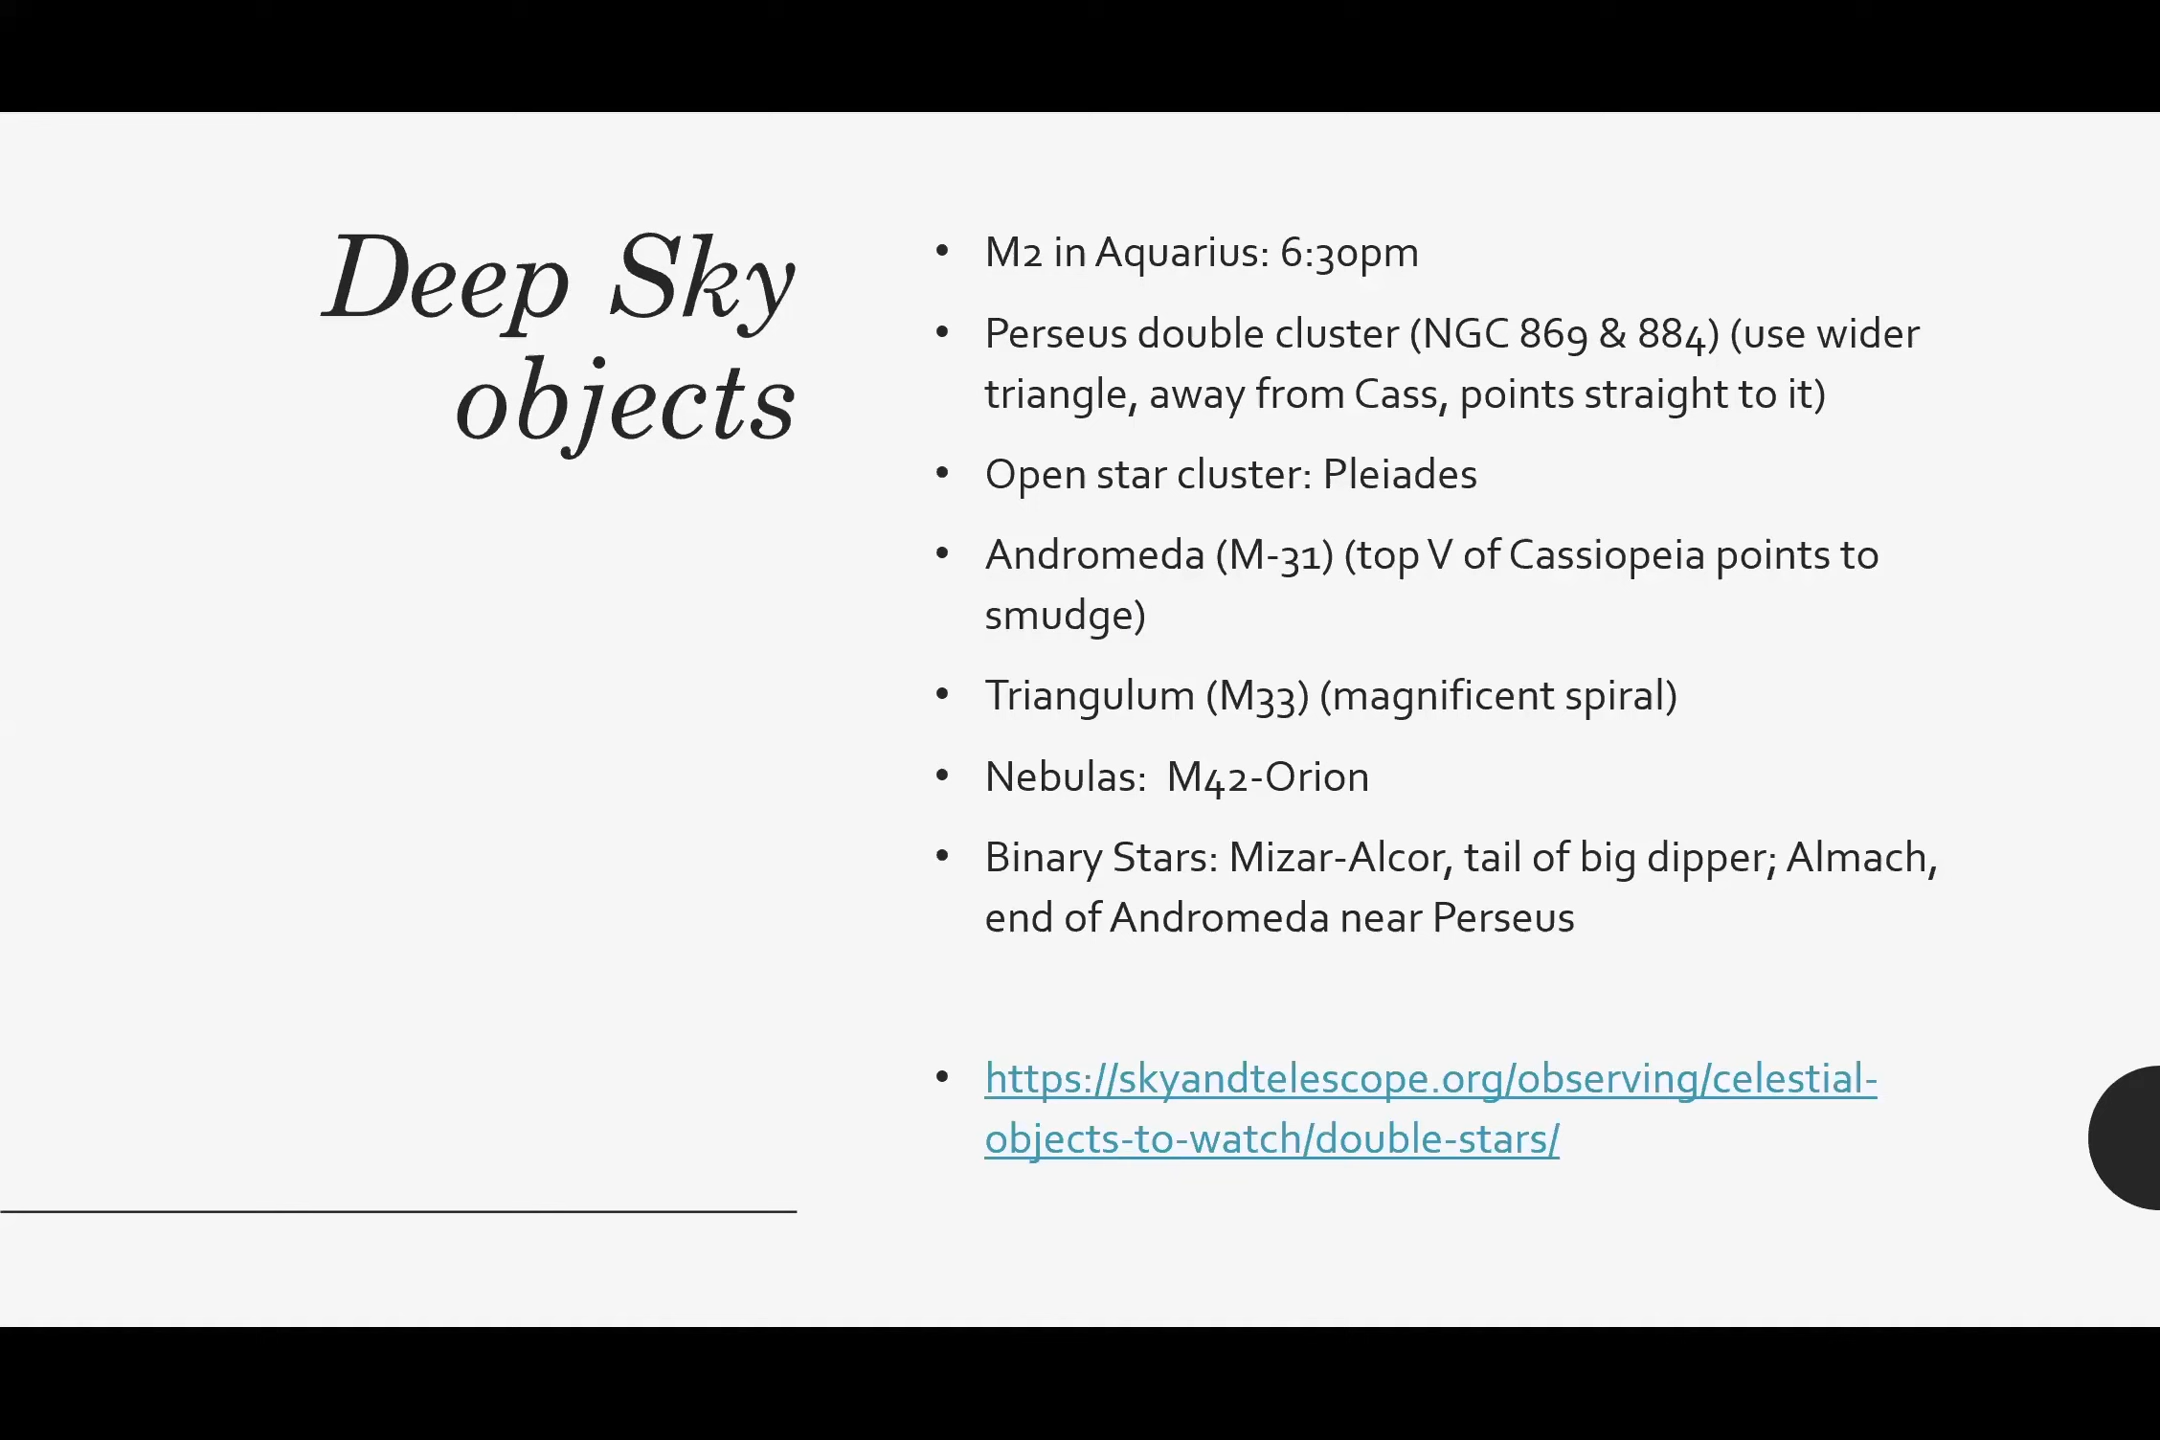 Deep Sky
objects
• M2 in Aquarius: 6:30pm
• Perseus double cluster (NGC 869 & 884) (use wider
triangle, away from Cass, points straight to it)
• Open star cluster: Pleiades
• Andromeda (M-31) (top V of Cassiopeia points to
smudge)
• Triangulum (M33) (magnificent spiral)
• Nebulas:  M42-Orion
• Binary Stars: Mizar-Alcor, tail of big dipper; Almach,
end of Andromeda near Perseus
• https://skyandtelescope.org/observing/celestial-
objects-to-watch/double-stars/